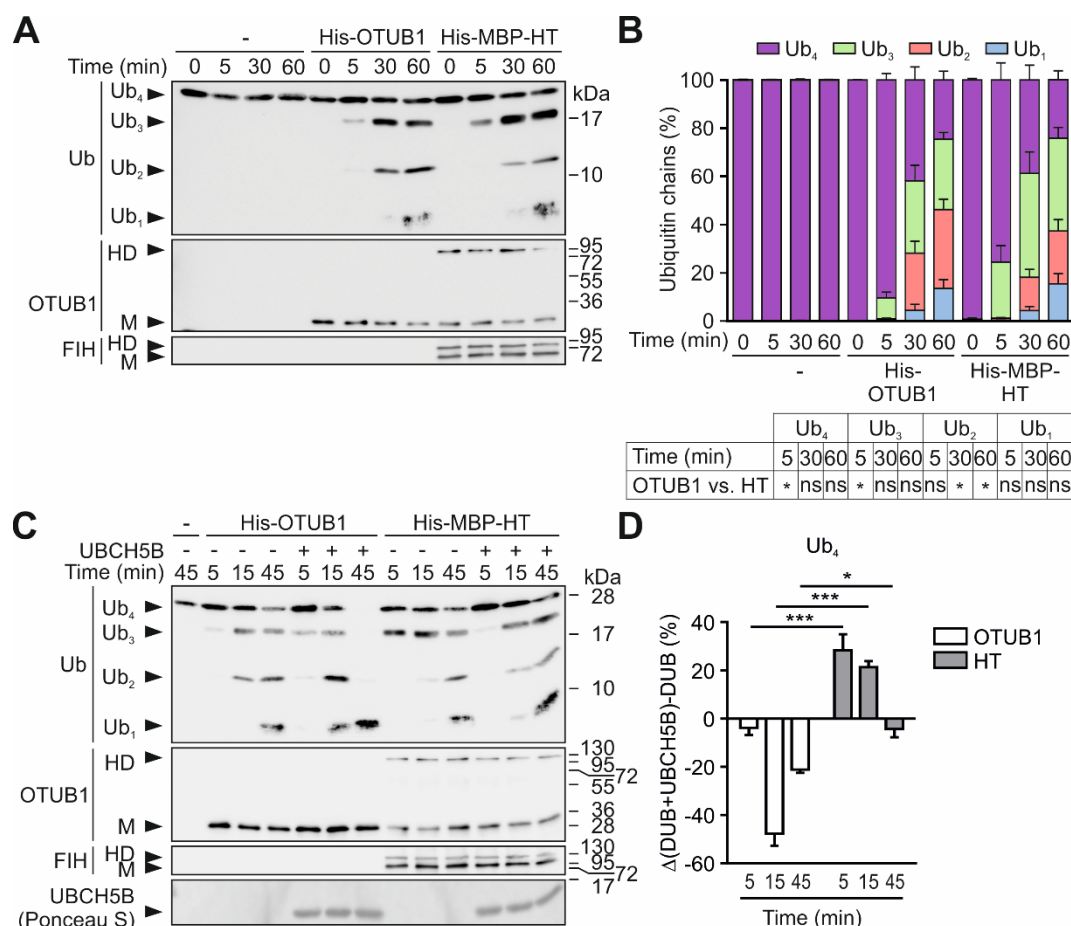 A
- His-OTUB1 His-MBP-HT
Time (min) 0 5 30 60 0 5 30 60 0 5 30 60
Ub
Ub₄
Ub₃
Ub₂
Ub₁
kDa
17
10
OTUB1
HD
M
95
72
55
36
FIH
HD
M
95
72
B
Ub₄ Ub₃ Ub₂ Ub₁
Ubiquitin chains (%)
100
80
60
40
20
0
Time (min) 0 5 30 60 0 5 30 60 0 5 30 60
- His-OTUB1 His-MBP-HT
Ub₄ Ub₃ Ub₂ Ub₁
Time (min) 5 30 60 5 30 60 5 30 60 5 30 60
OTUB1 vs. HT * ns ns * ns ns ns * * ns ns ns
C
- His-OTUB1 His-MBP-HT
UBCH5B - - - - + + + - - - + + +
Time (min) 45 5 15 45 5 15 45 5 15 45 5 15 45
Ub
Ub₄
Ub₃
Ub₂
Ub₁
kDa
28
17
10
OTUB1
HD
M
130
95
72
55
36
28
FIH
HD
M
130
95
72
UBCH5B
(Ponceau S)
17
D
Ub₄
*
***
***
OTUB1
HT
Δ(DUB+UBCH5B)-DUB (%)
40
20
0
-20
-40
-60
5 15 45 5 15 45
Time (min)